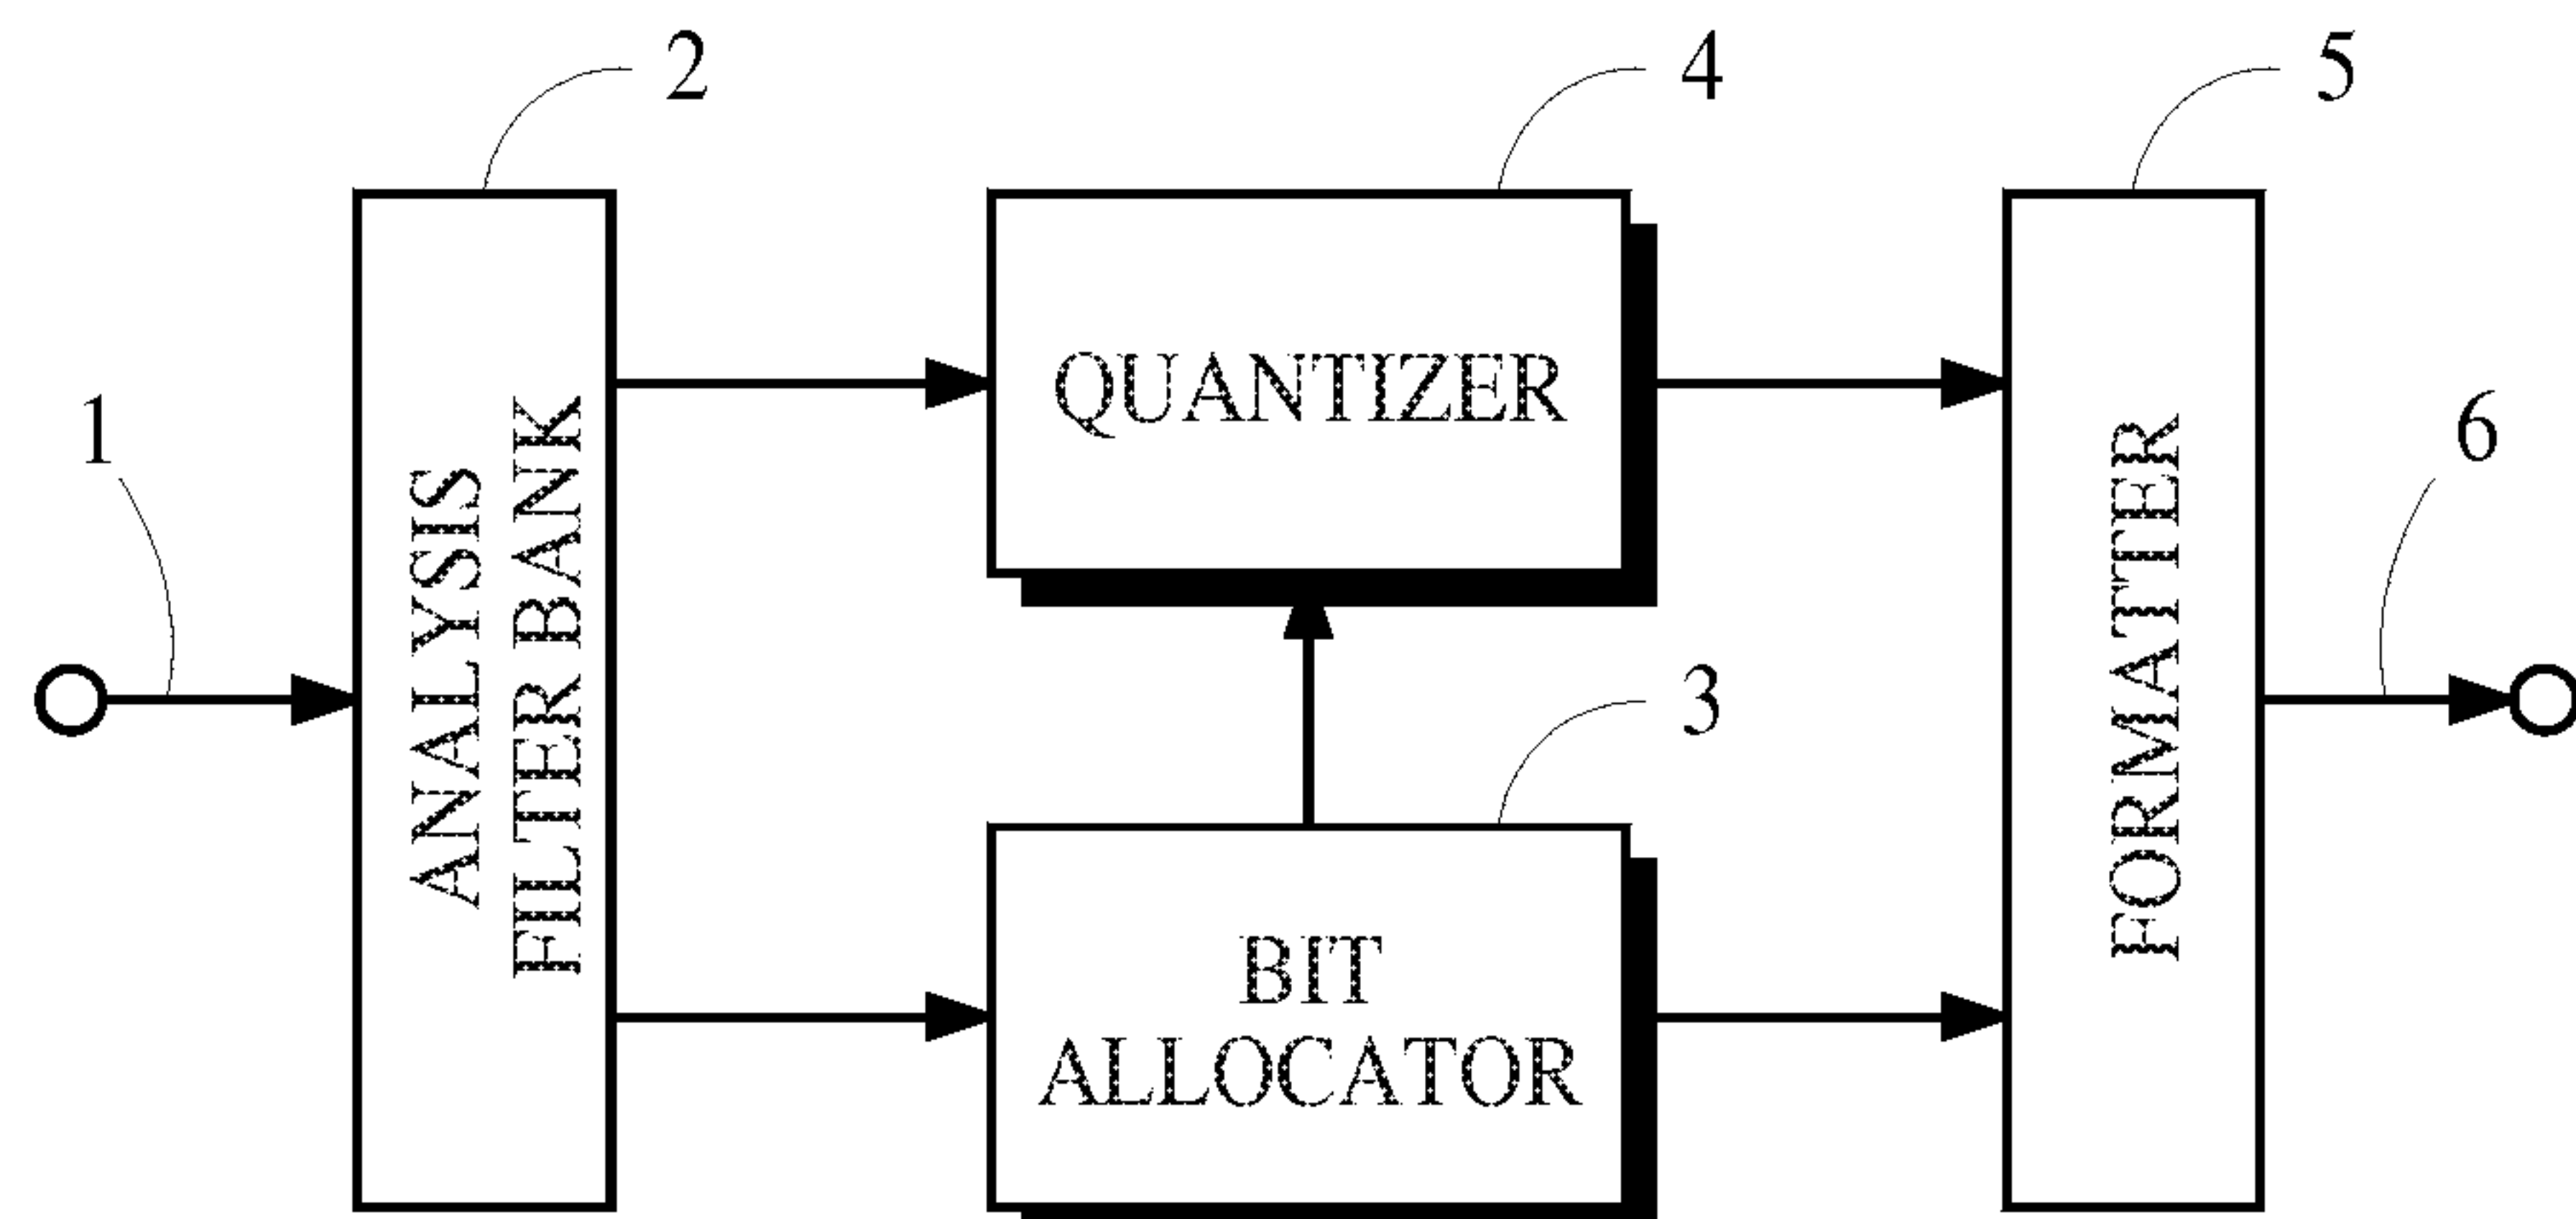 2
4
5
1
6
ANALYSIS
FILTER BANK
QUANTIZER
FORMATTER
3
BIT
ALLOCATOR